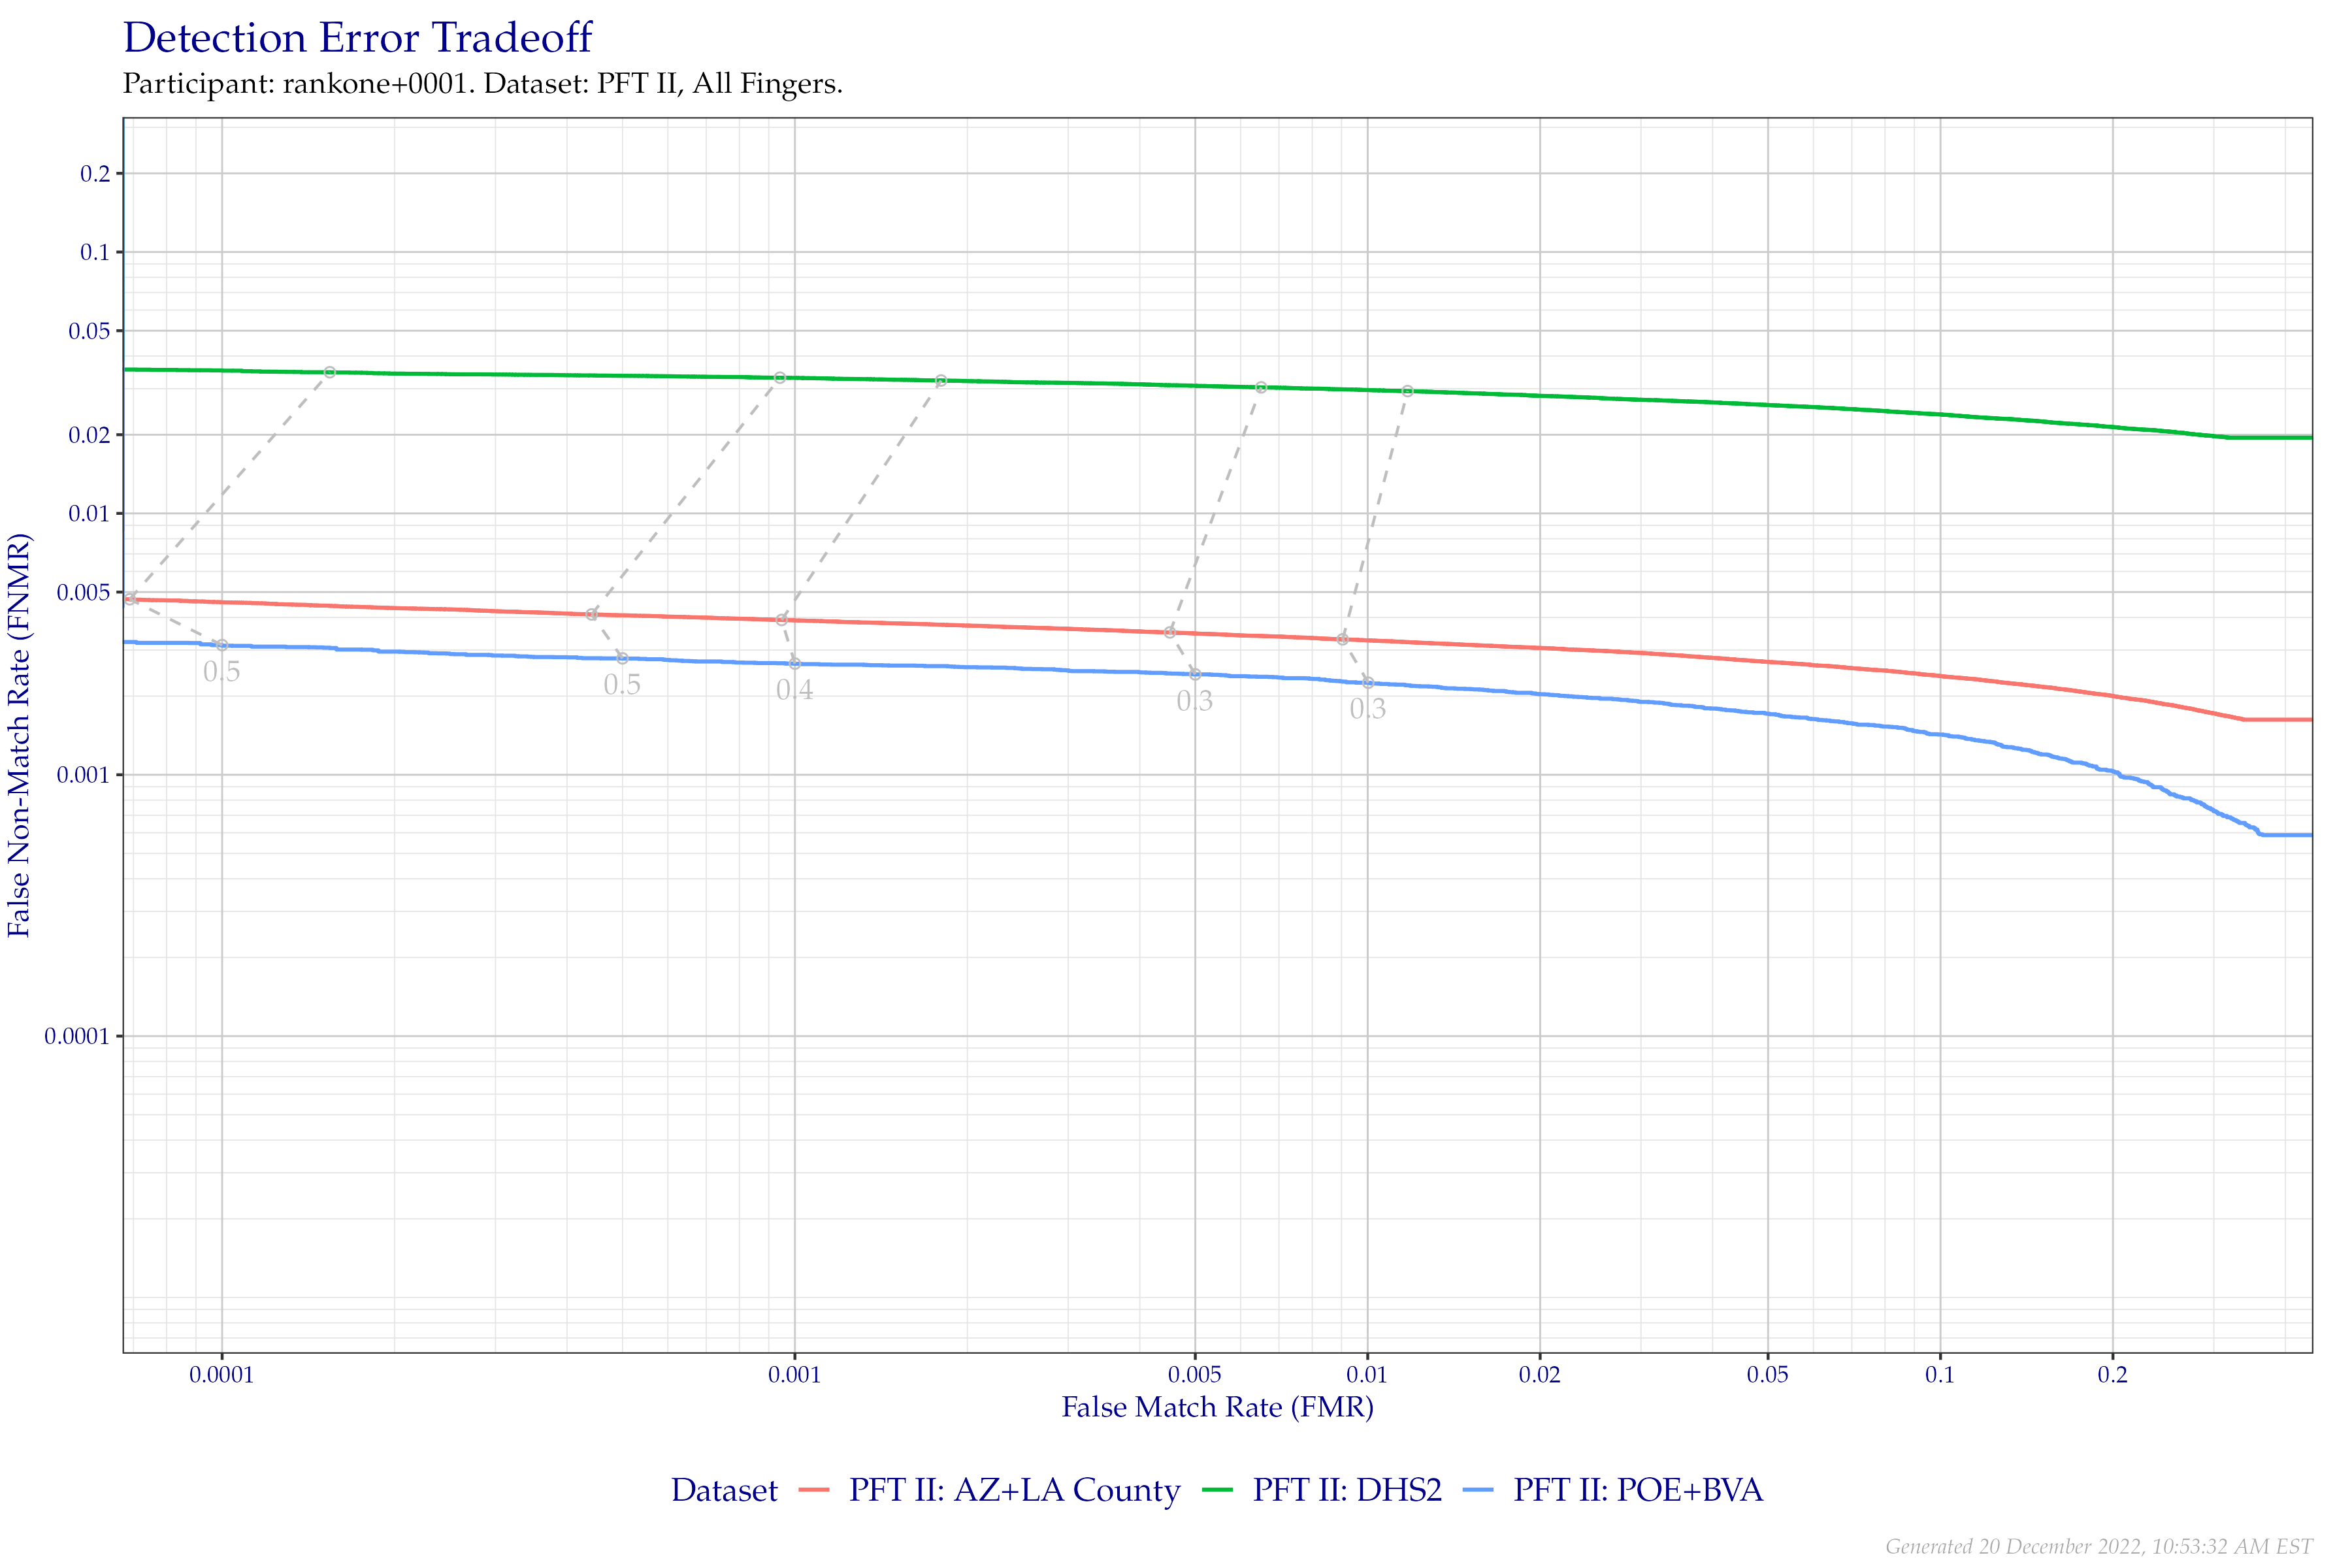 Detection Error Tradeoff
Participant: rankone+0001. Dataset: PFT II, All Fingers.
False Non-Match Rate (FNMR)
0.2
0.1
0.05
0.02
0.01
0.005
0.001
0.0001
0.5
0.5
0.4
0.3
0.3
0.0001 0.001 0.005 0.01 0.02 0.05 0.1 0.2
False Match Rate (FMR)
Dataset PFT II: AZ+LA County PFT II: DHS2 PFT II: POE+BVA
Generated 20 December 2022, 10:53:32 AM EST